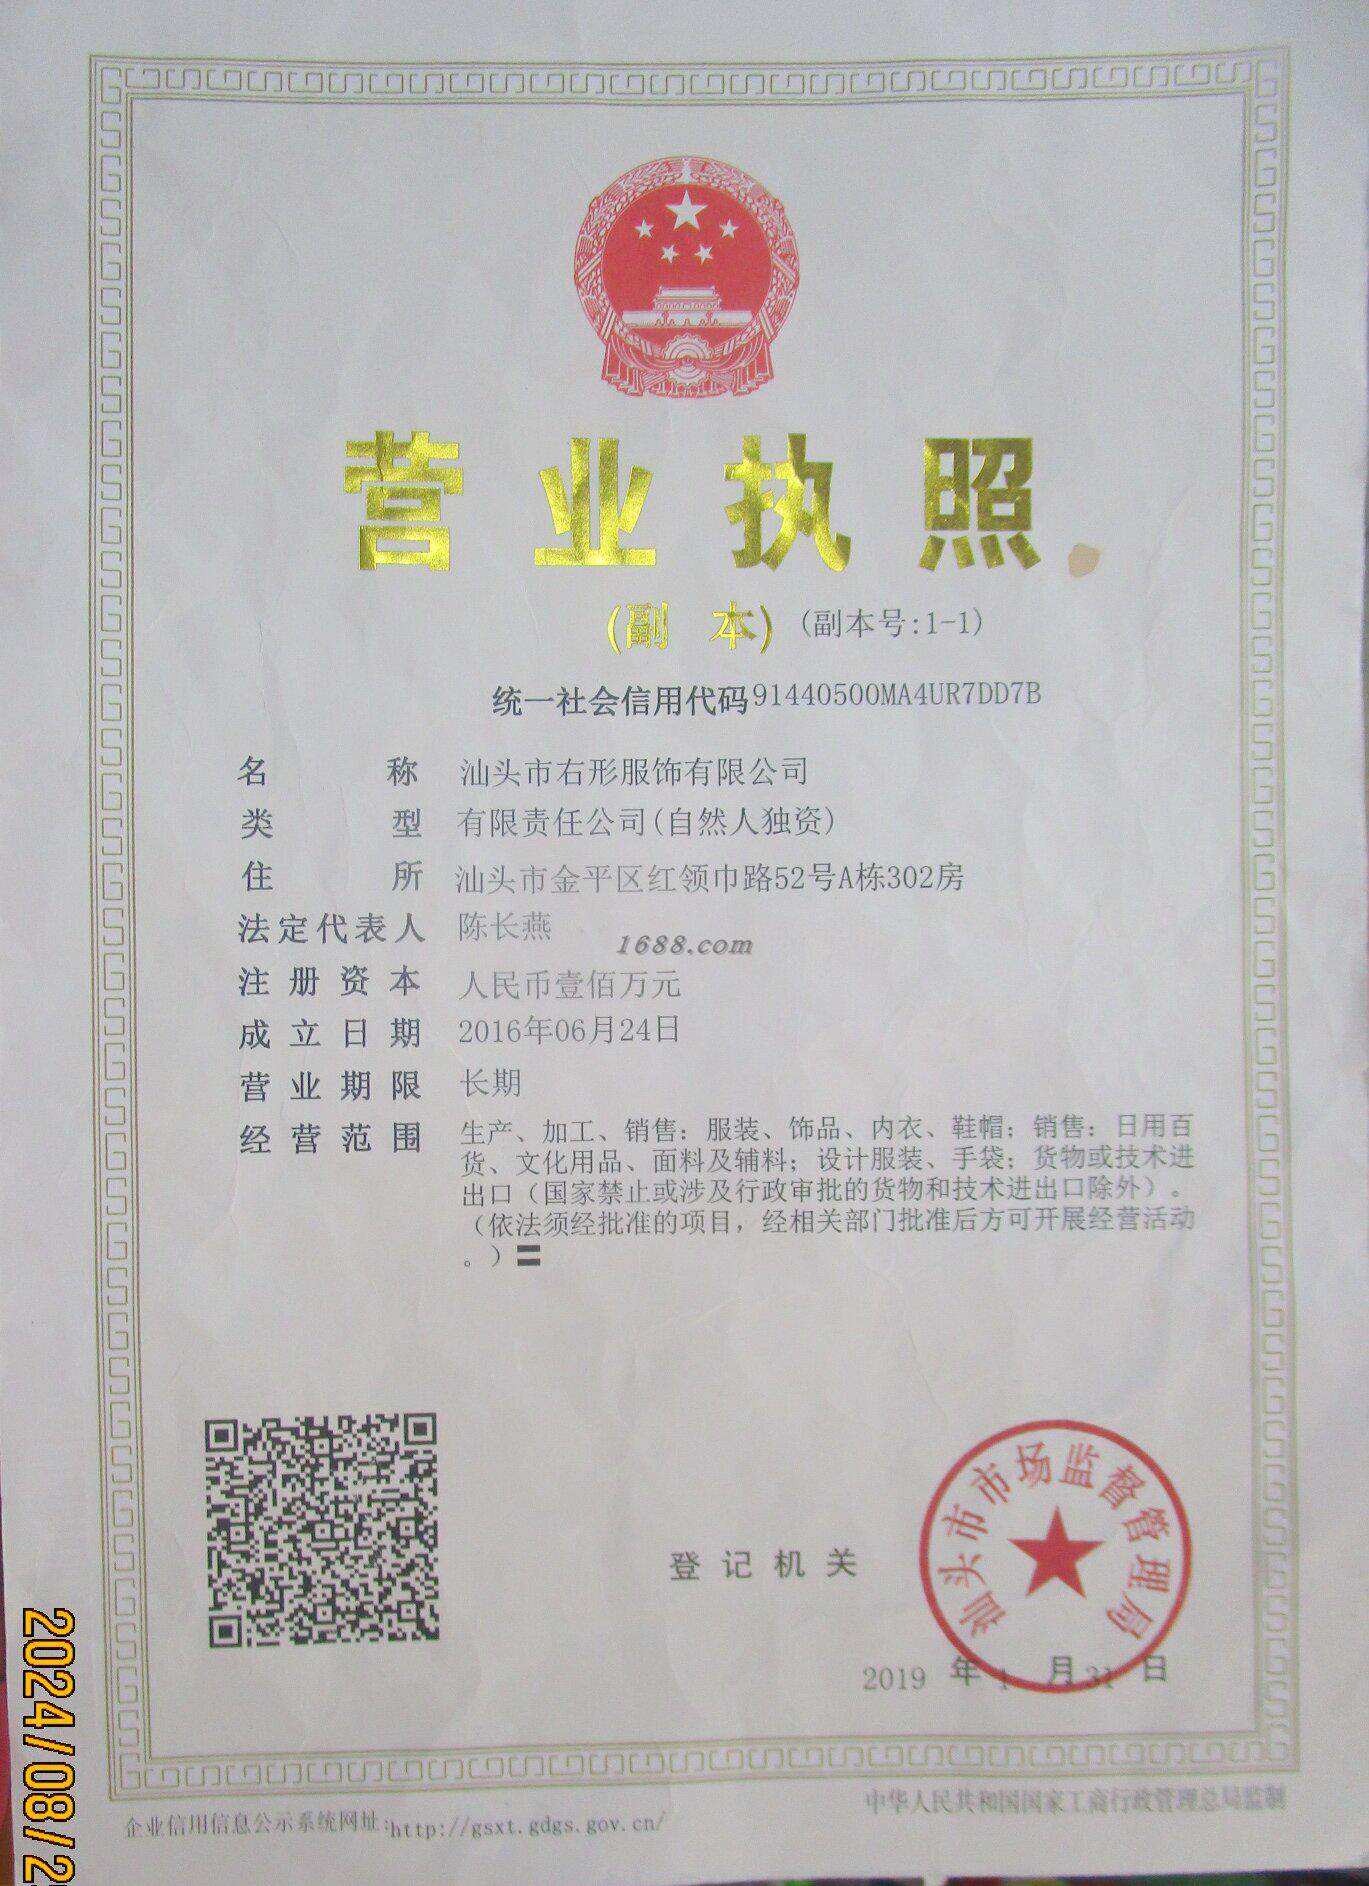 营业执照
(副 本) (副本号:1-1)
统一社会信用代码91440500MA4UR7DD7B
名 称 汕头市右形服饰有限公司
类 型 有限责任公司(自然人独资)
住 所 汕头市金平区红领巾路52号A栋302房
法定代表人 陈长燕
1688.com
注册资本 人民币壹佰万元
成立日期 2016年06月24日
营业期限 长期
经营范围 生产、加工、销售：服装、饰品、内衣、鞋帽；销售：日用百
货、文化用品、面料及辅料；设计服装、手袋；货物或技术进
出口（国家禁止或涉及行政审批的货物和技术进出口除外）。
（依法须经批准的项目，经相关部门批准后方可开展经营活动
。）〓
登记机关
汕头市市场监督管理局
2019 年 1 月 31 日
中华人民共和国国家工商行政管理总局监制
企业信用信息公示系统网址:http://gsxt.gdgs.gov.cn/
2024/08/2